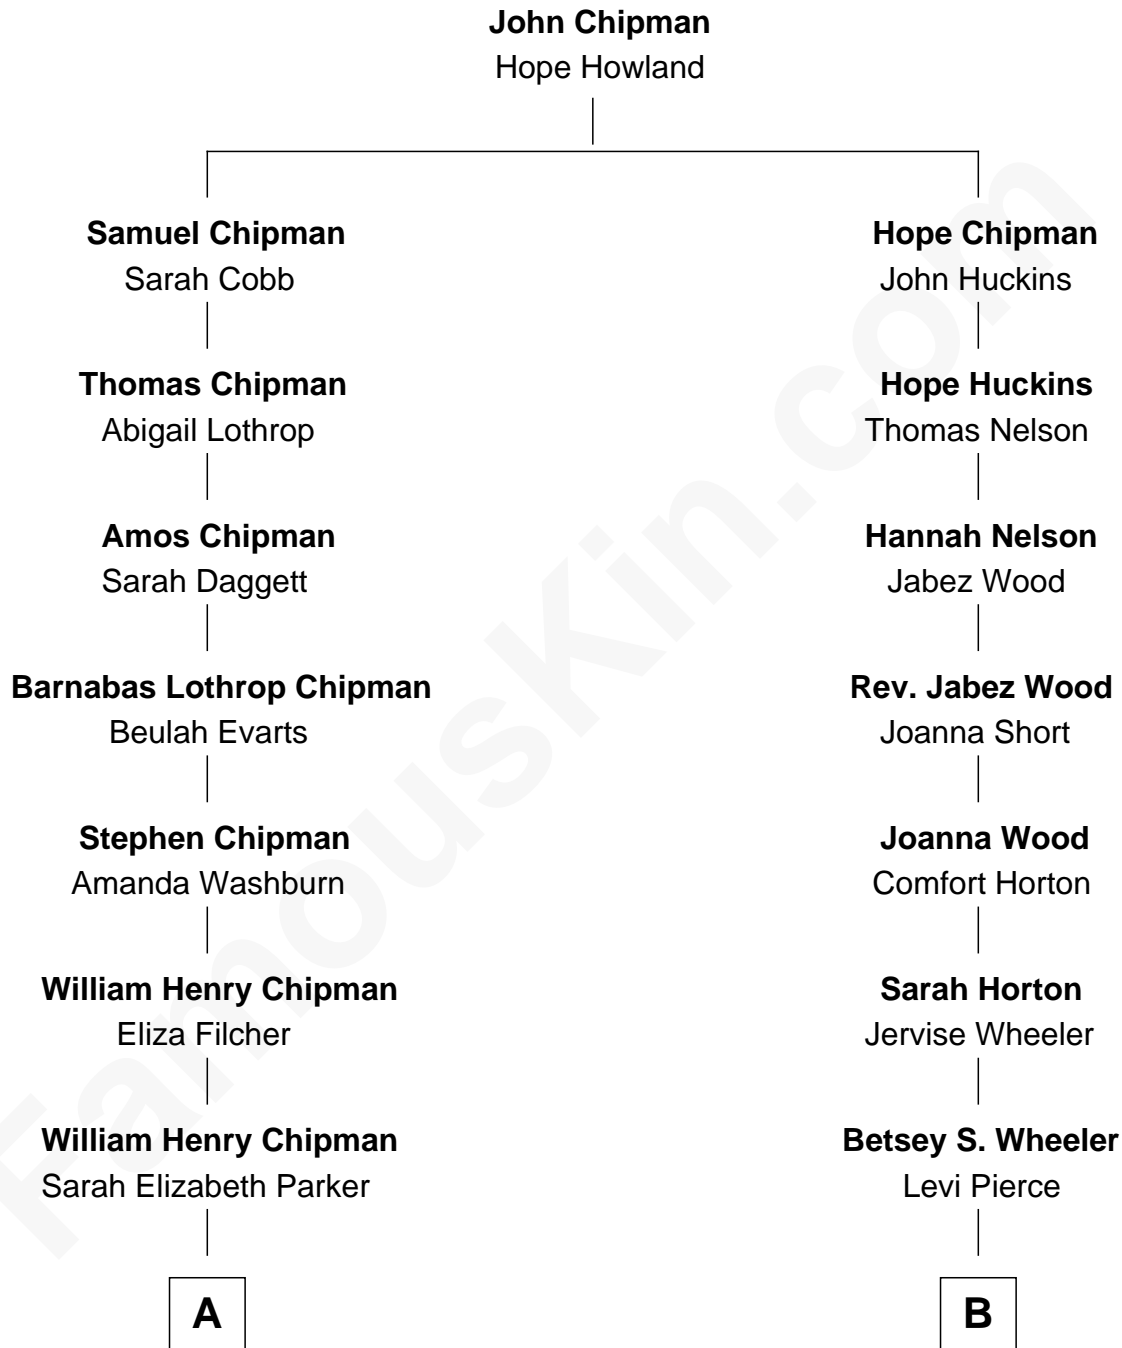 John Chipman
Hope Howland
Samuel Chipman
Sarah Cobb
Hope Chipman
John Huckins
Thomas Chipman
Abigail Lothrop
Hope Huckins
Thomas Nelson
Amos Chipman
Sarah Daggett
Hannah Nelson
Jabez Wood
Barnabas Lothrop Chipman
Beulah Evarts
Rev. Jabez Wood
Joanna Short
Stephen Chipman
Amanda Washburn
Joanna Wood
Comfort Horton
William Henry Chipman
Eliza Filcher
Sarah Horton
Jervise Wheeler
William Henry Chipman
Sarah Elizabeth Parker
Betsey S. Wheeler
Levi Pierce
A
B
FamousKin.com